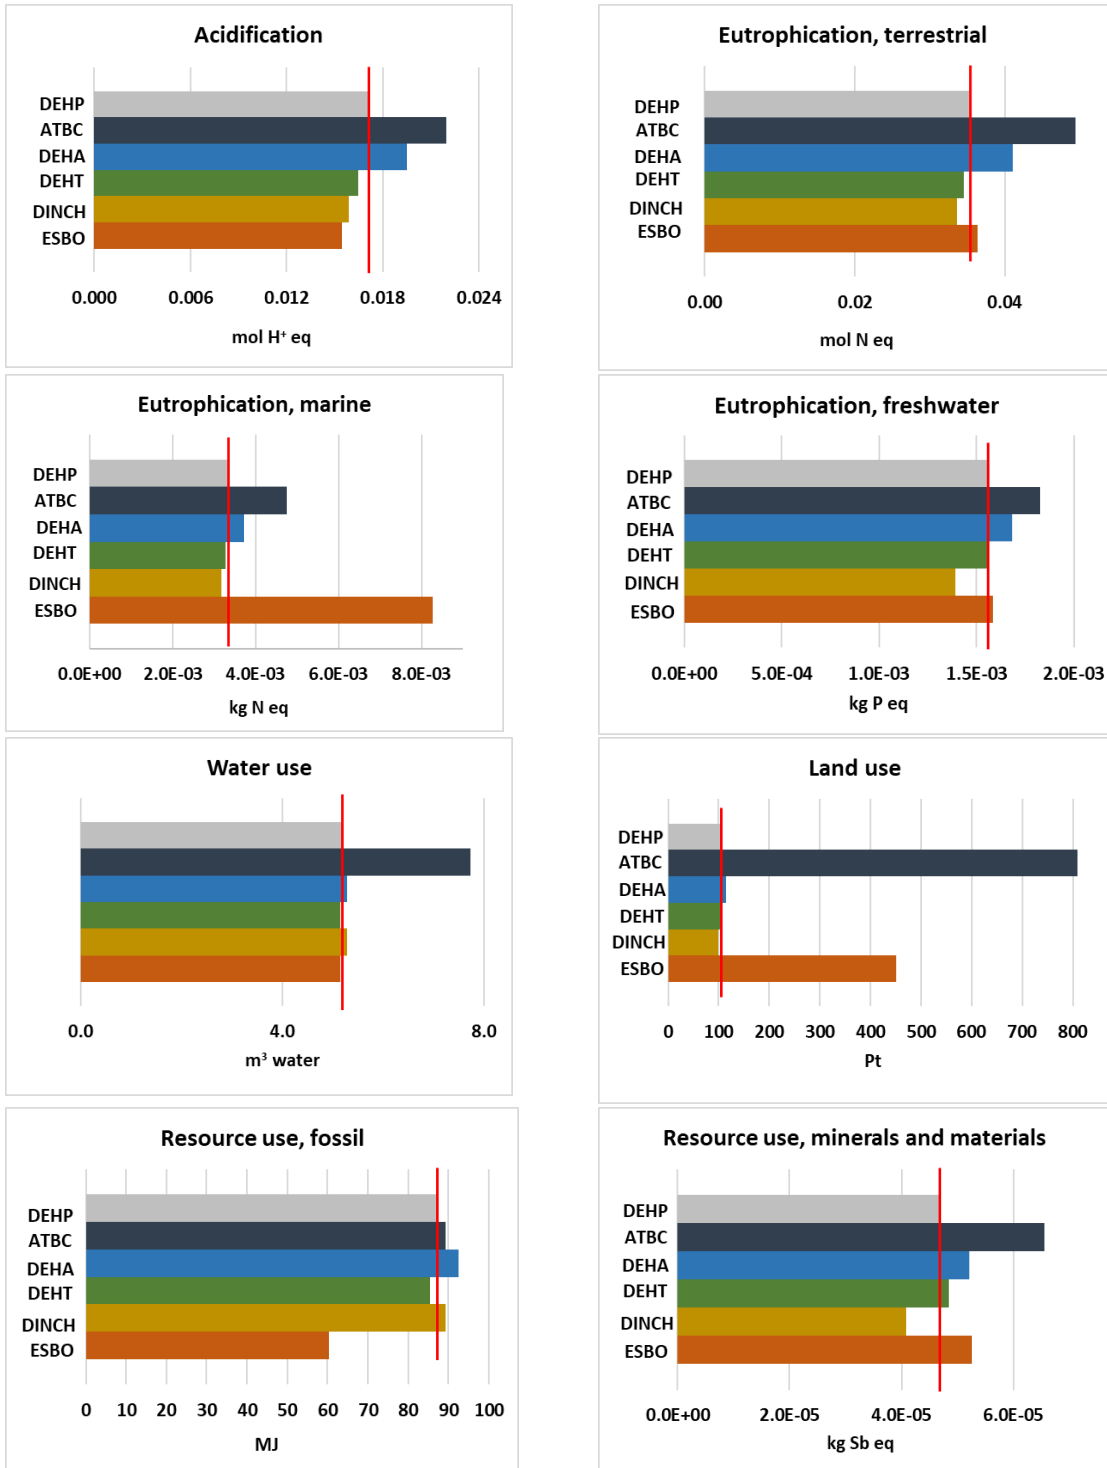 Acidification
DEHP
ATBC
DEHA
DEHT
DINCH
ESBO
0.000 0.006 0.012 0.018 0.024
mol H⁺ eq
Eutrophication, terrestrial
DEHP
ATBC
DEHA
DEHT
DINCH
ESBO
0.00 0.02 0.04
mol N eq
Eutrophication, marine
DEHP
ATBC
DEHA
DEHT
DINCH
ESBO
0.0E+00 2.0E-03 4.0E-03 6.0E-03 8.0E-03
kg N eq
Eutrophication, freshwater
DEHP
ATBC
DEHA
DEHT
DINCH
ESBO
0.0E+00 5.0E-04 1.0E-03 1.5E-03 2.0E-03
kg P eq
Water use
0.0 4.0 8.0
m³ water
Land use
DEHP
ATBC
DEHA
DEHT
DINCH
ESBO
0 100 200 300 400 500 600 700 800
Pt
Resource use, fossil
DEHP
ATBC
DEHA
DEHT
DINCH
ESBO
0 10 20 30 40 50 60 70 80 90 100
MJ
Resource use, minerals and materials
DEHP
ATBC
DEHA
DEHT
DINCH
ESBO
0.0E+00 2.0E-05 4.0E-05 6.0E-05
kg Sb eq